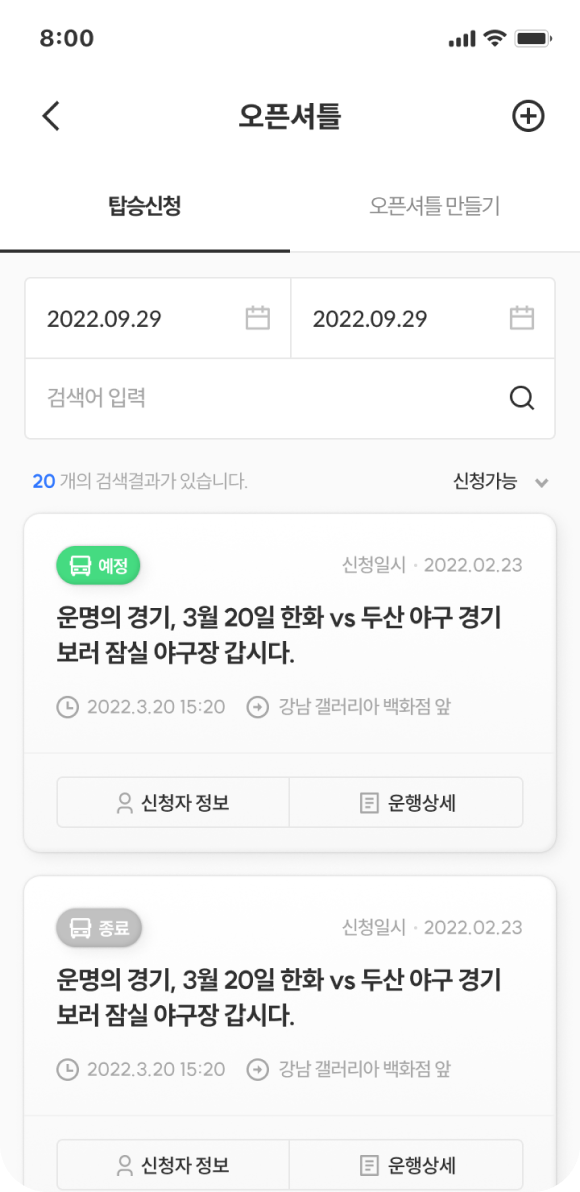 8:00
오픈셔틀
탑승신청 오픈셔틀 만들기
2022.09.29 2022.09.29
검색어 입력
20 개의 검색결과가 있습니다. 신청가능
예정 신청일시 · 2022.02.23
운명의 경기, 3월 20일 한화 vs 두산 야구 경기
보러 잠실 야구장 갑시다.
2022.3.20 15:20 강남 갤러리아 백화점 앞
신청자 정보 운행상세
종료 신청일시 · 2022.02.23
운명의 경기, 3월 20일 한화 vs 두산 야구 경기
보러 잠실 야구장 갑시다.
2022.3.20 15:20 강남 갤러리아 백화점 앞
신청자 정보 운행상세